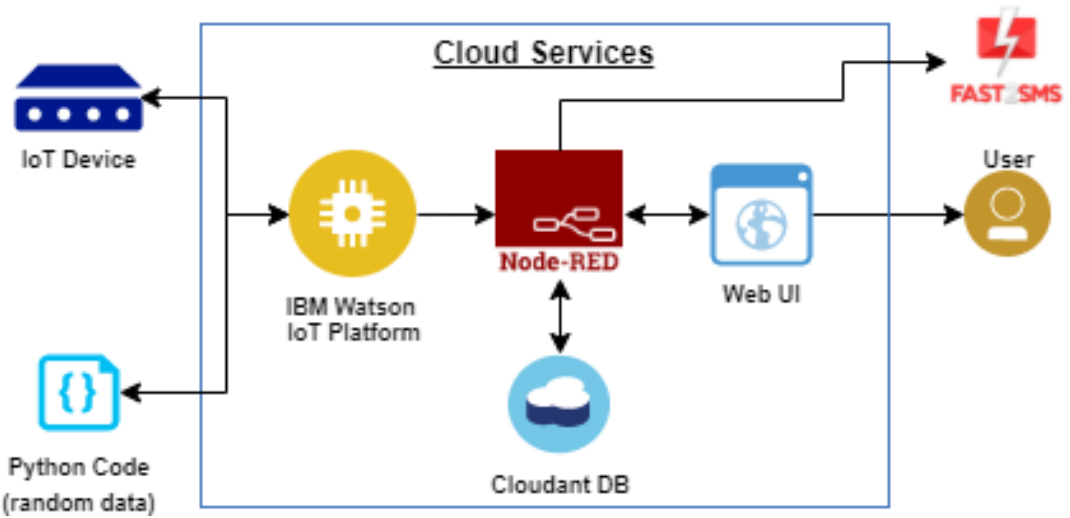 Cloud Services
FAST2SMS
IoT Device
User
Node-RED
IBM Watson
IoT Platform
Web UI
{}
Python Code
(random data)
Cloudant DB